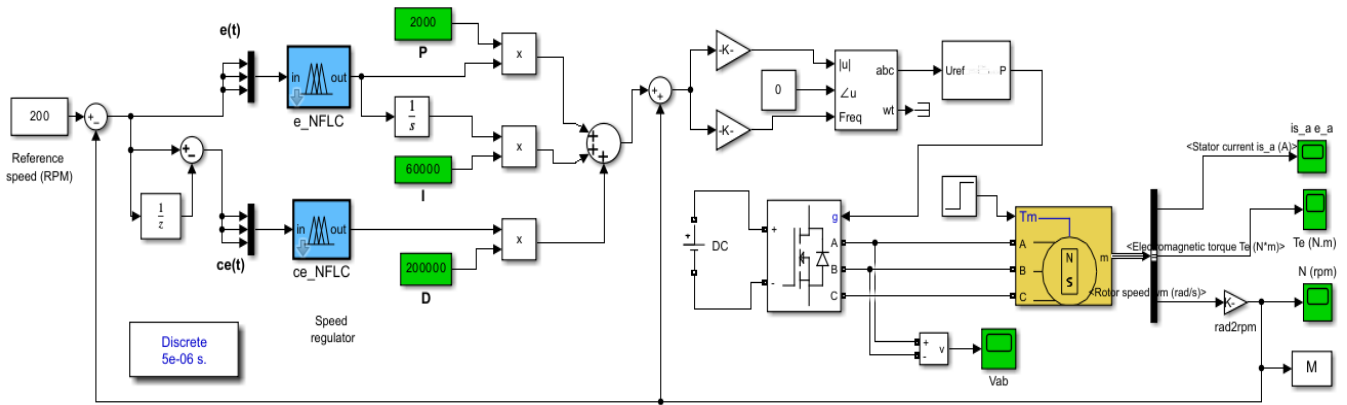 e(t)
2000
P
in
out
e_NFLC
x
1
s
200
Reference
speed (RPM)
+
-
+
-
1
z
60000
I
x
+
+
+
+
+
-K-
-K-
0
|u|
∠u
Freq
abc
wt
Uref
P
is_a e_a
<Stator current is_a (A)>
ce(t)
in
out
ce_NFLC
200000
D
x
Speed
regulator
Discrete
5e-06 s.
DC
+
-
g
A
B
C
Tm
A
B
C
N
S
m
<Electromagnetic torque Te (N*m)>
Te (N.m)
<Rotor speed wm (rad/s)>
N (rpm)
K-
rad2rpm
M
+
-
v
Vab